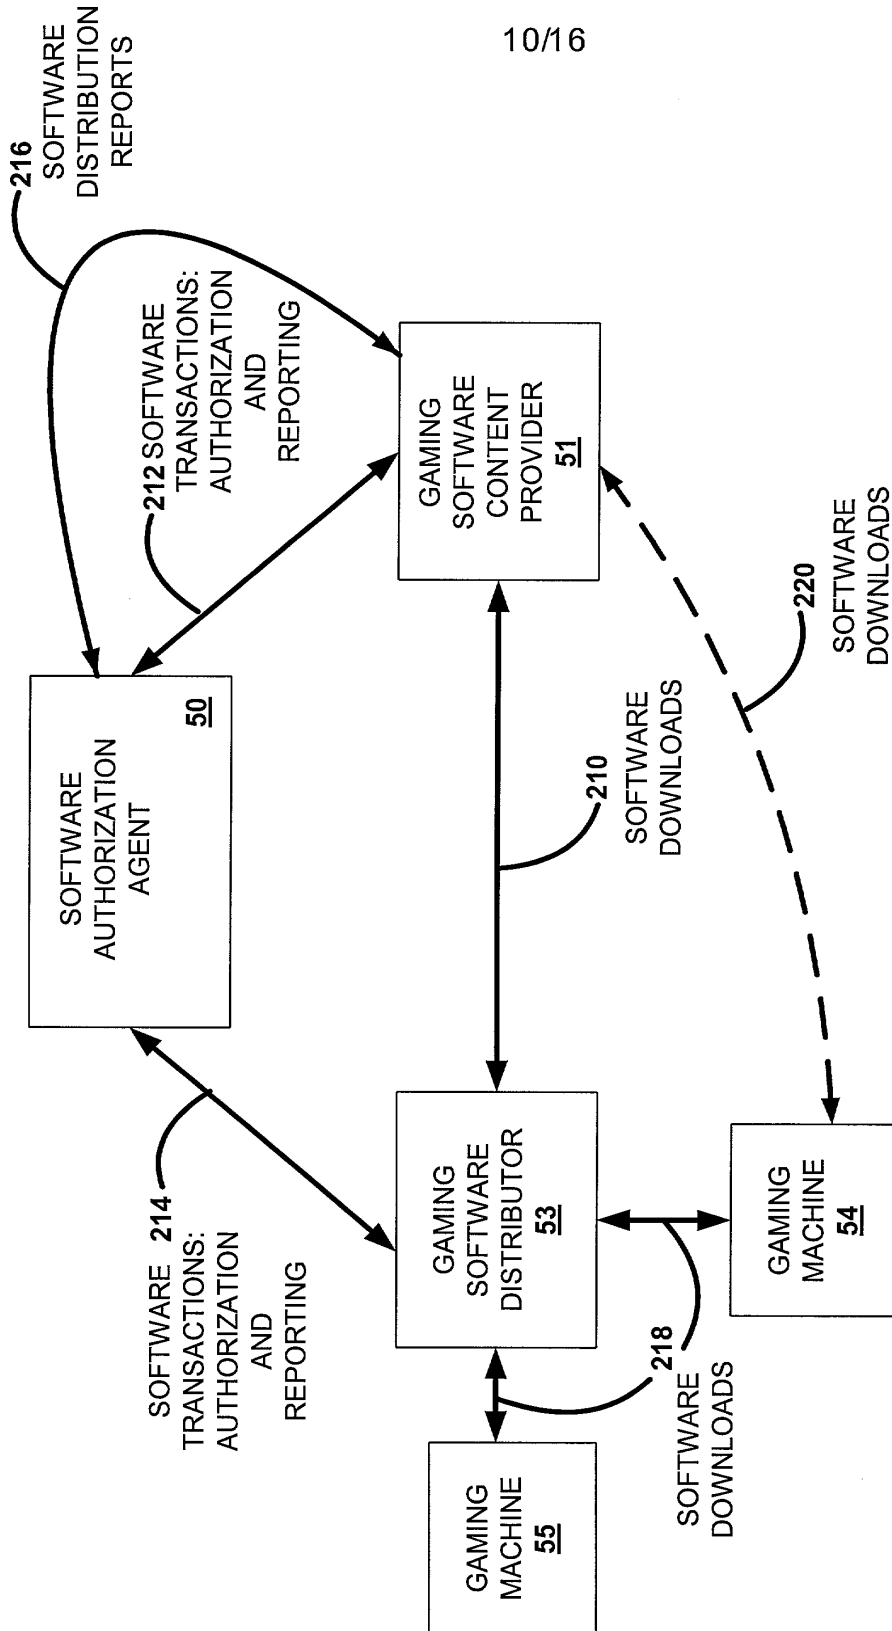 10/16
216
SOFTWARE
DISTRIBUTION
REPORTS
212 SOFTWARE
TRANSACTIONS:
AUTHORIZATION
AND
REPORTING
SOFTWARE
AUTHORIZATION
AGENT
50
SOFTWARE 214
TRANSACTIONS:
AUTHORIZATION
AND
REPORTING
GAMING
SOFTWARE
CONTENT
PROVIDER
51
210
SOFTWARE
DOWNLOADS
GAMING
SOFTWARE
DISTRIBUTOR
53
GAMING
MACHINE
55
218
SOFTWARE
DOWNLOADS
GAMING
MACHINE
54
220
SOFTWARE
DOWNLOADS